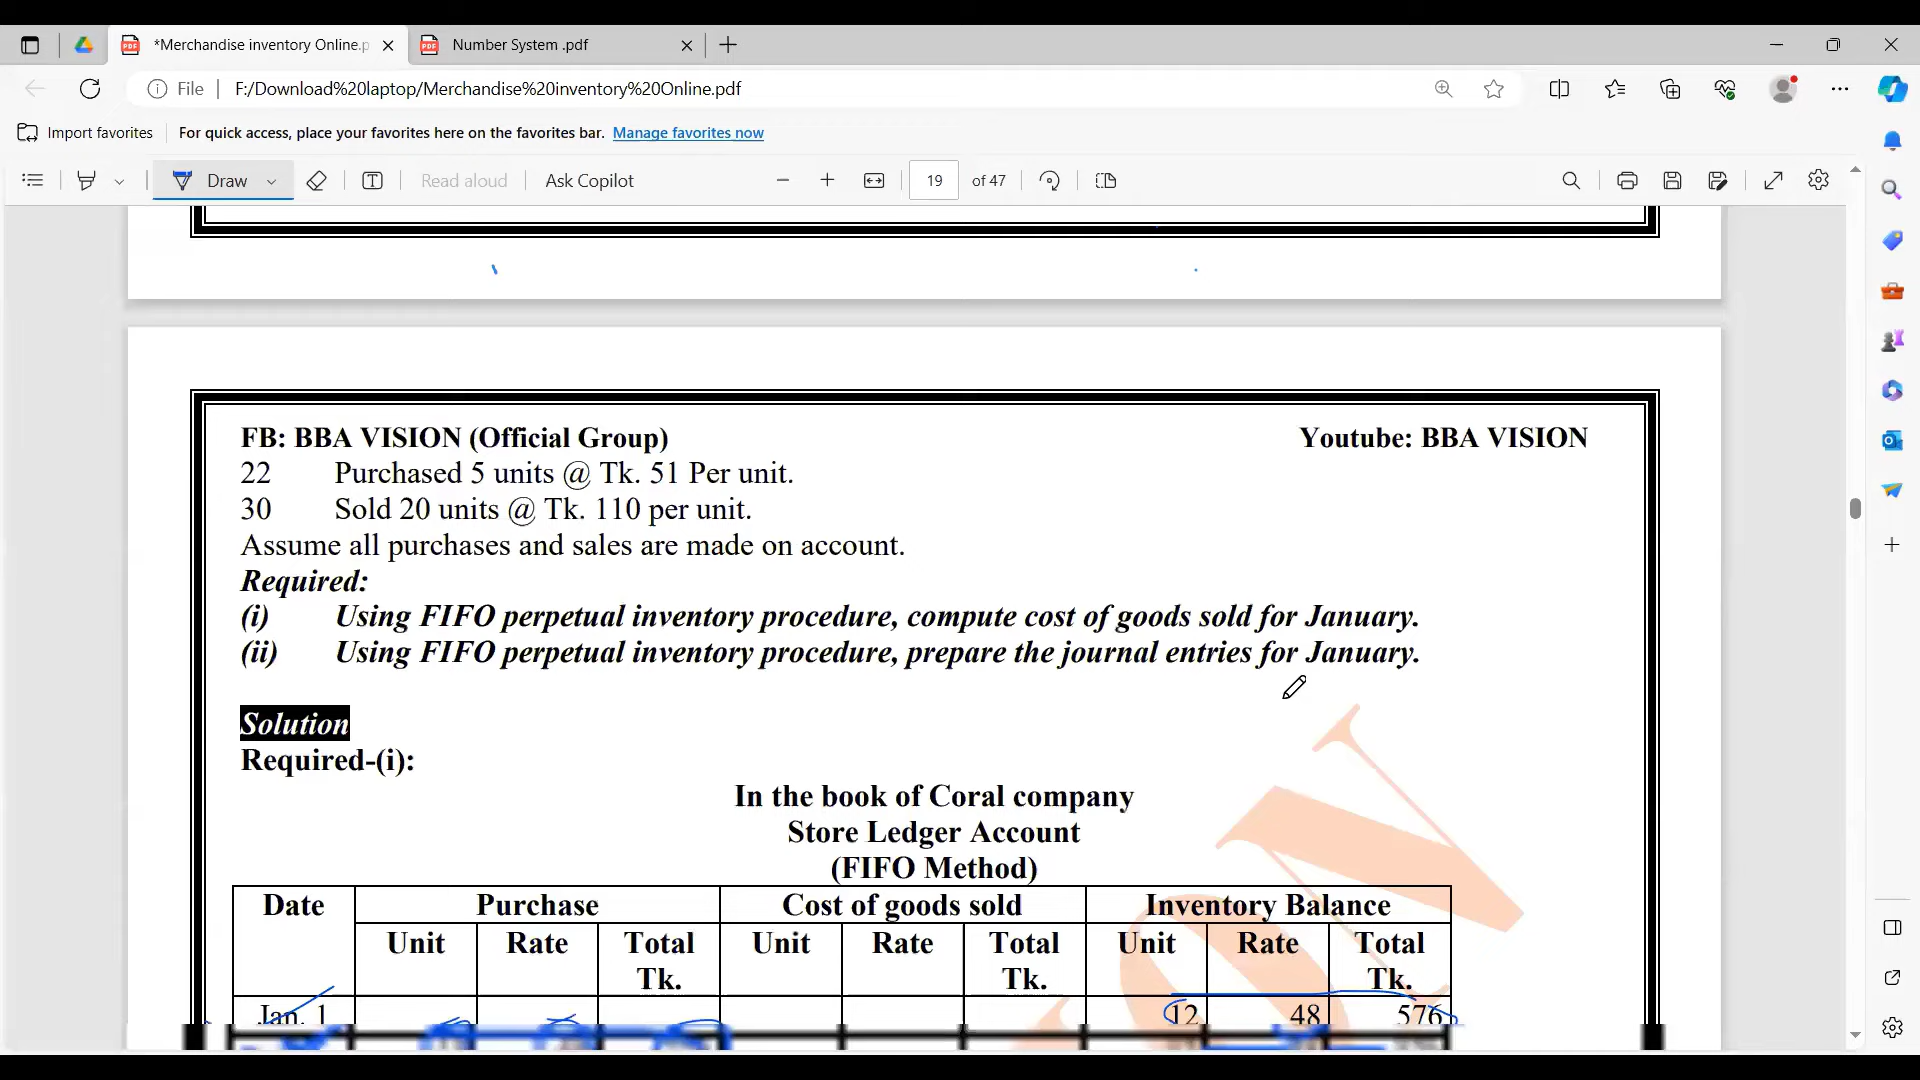 *Merchandise inventory Online.p
Number System .pdf
File
F:/Download%20laptop/Merchandise%20inventory%20Online.pdf
Import favorites
For quick access, place your favorites here on the favorites bar. Manage favorites now
Draw
Read aloud
Ask Copilot
19 of 47
FB: BBA VISION (Official Group) Youtube: BBA VISION
22 Purchased 5 units @ Tk. 51 Per unit.
30 Sold 20 units @ Tk. 110 per unit.
Assume all purchases and sales are made on account.
Required:
(i) Using FIFO perpetual inventory procedure, compute cost of goods sold for January.
(ii) Using FIFO perpetual inventory procedure, prepare the journal entries for January.
Solution
Required-(i):
In the book of Coral company
Store Ledger Account
(FIFO Method)
Date Purchase Cost of goods sold Inventory Balance
Unit Rate Total Tk. Unit Rate Total Tk. Unit Rate Total Tk.
Jan. 1 12 48 576